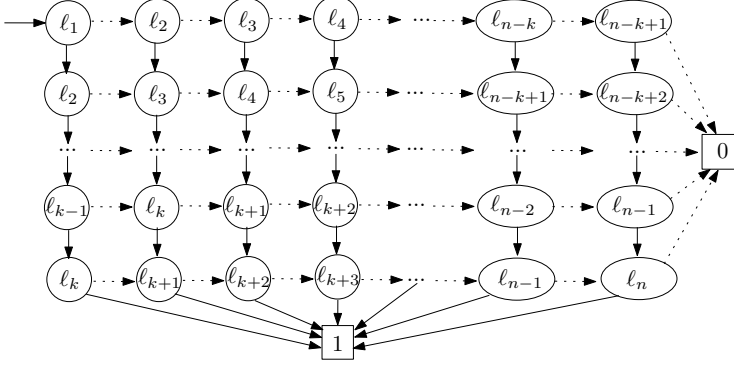 ℓ₁ ℓ₂ ℓ₃ ℓ₄ ... ℓₙ₋ₖ ℓₙ₋ₖ₊₁
ℓ₂ ℓ₃ ℓ₄ ℓ₅ ... ℓₙ₋ₖ₊₁ ℓₙ₋ₖ₊₂
... ... ... ... ... ... ... 0
ℓₖ₋₁ ℓₖ ℓₖ₊₁ ℓₖ₊₂ ... ℓₙ₋₂ ℓₙ₋₁
ℓₖ ℓₖ₊₁ ℓₖ₊₂ ℓₖ₊₃ ... ℓₙ₋₁ ℓₙ
1